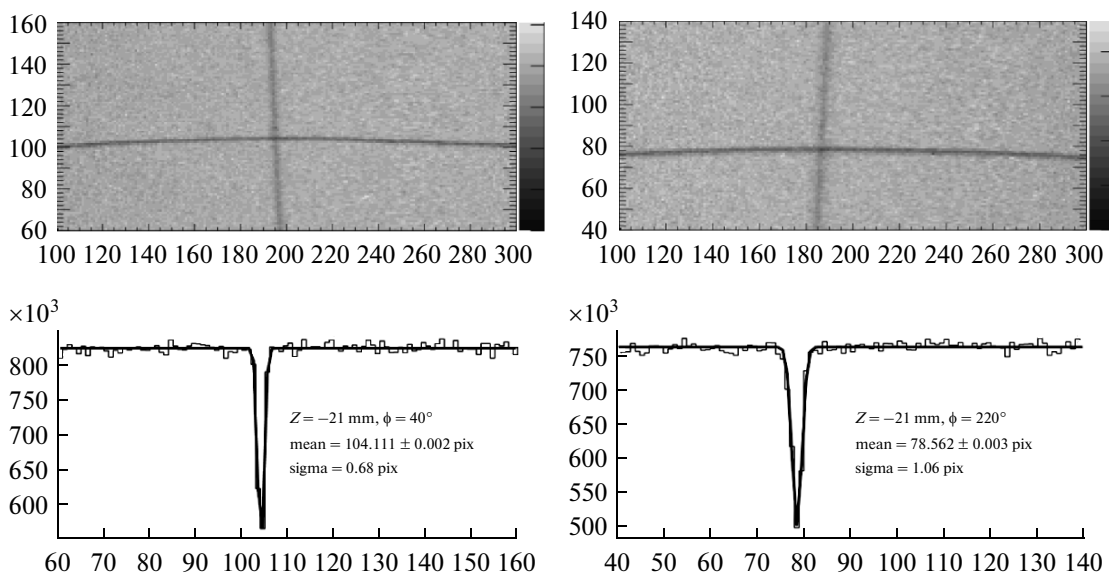 160
140
120
100
80
60
100 120 140 160 180 200 220 240 260 280 300
140
120
100
80
60
40
100 120 140 160 180 200 220 240 260 280 300
×10³
800
750
700
650
600
60 70 80 90 100 110 120 130 140 150 160
Z = −21 mm, ϕ = 40°
mean = 104.111 ± 0.002 pix
sigma = 0.68 pix
×10³
750
700
650
600
550
500
40 50 60 70 80 90 100 110 120 130 140
Z = −21 mm, ϕ = 220°
mean = 78.562 ± 0.003 pix
sigma = 1.06 pix